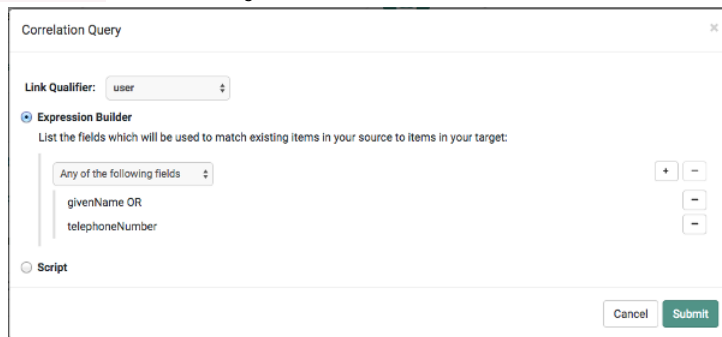 Correlation Query ×
Link Qualifier: user
Expression Builder
List the fields which will be used to match existing items in your source to items in your target:
Any of the following fields + −
givenName OR −
telephoneNumber −
Script
Cancel Submit